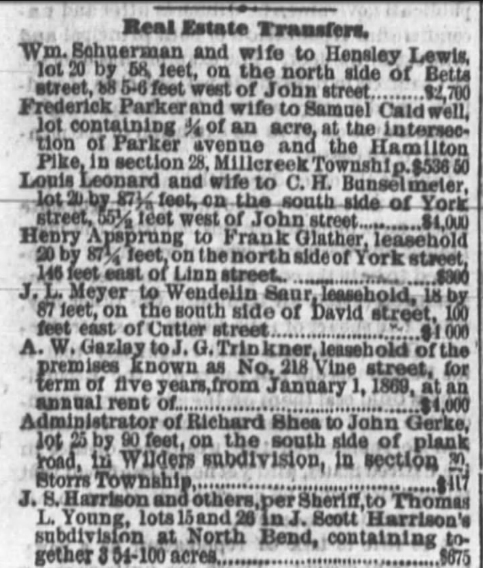 Real Estate Transfers.
Wm. Schuerman and wife to Hensley Lewis,
lot 20 by 58, feet, on the north side of Betts
street, 88 5-6 feet west of John street........$2,700
Frederick Parker and wife to Samuel Caldwell,
lot containing of an acre, at the intersec-
tion of Parker avenue and the Hamilton
Pike, in section 28, Millcreek Township.$536 50
Louis Leonard and wife to C. H. Bunselmeier,
lot 20 by 87½ feet, on the south side of York
street, 55½ feet west of John street..........$4,000
Henry Apsprung to Frank Glather, leasehold
20 by 87¼ feet, on the north side of York street,
146 feet east of Linn street.......................$300
J. L. Meyer to Wendelin Saur, leasehold, 18 by
87 feet, on the south side of David street, 100
feet east of Cutter street..........................$1 000
A. W. Gazlay to J. G. Trinkner, leasehold of the
premises known as No. 218 Vine street, for
term of five years, from January 1, 1869, at an
annual rent of.......................................$1,000
Administrator of Richard Shea to John Gerke,
lot 25 by 90 feet, on the south side of plank
road, in Wilders subdivision, in section 30,
Storrs Township,...................................$417
J. S. Harrison and others, per Sheriff, to Thomas
L. Young, lots 15 and 26 in J. Scott Harrison's
subdivision at North Bend, containing to-
gether 3 54-100 acres................................$675